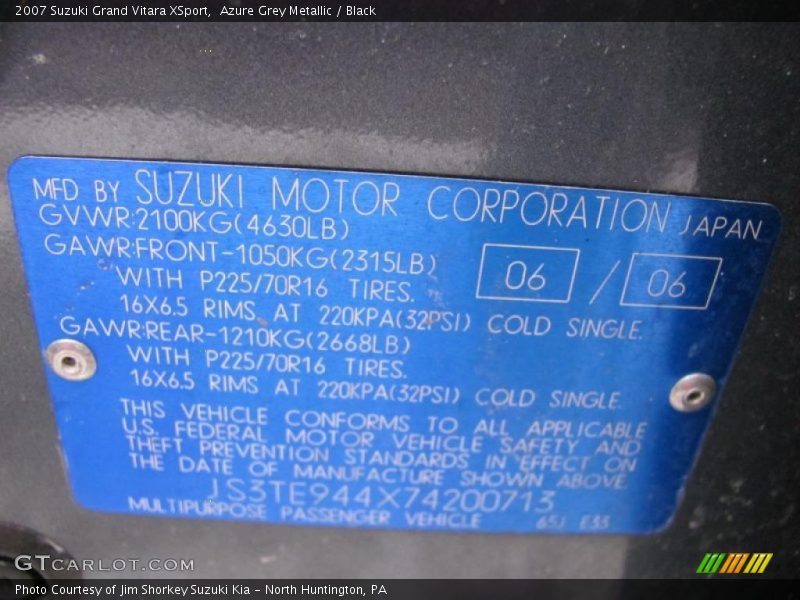 2007 Suzuki Grand Vitara XSport, Azure Grey Metallic / Black
MFD BY SUZUKI MOTOR CORPORATION JAPAN
GVWR:2100KG(4630LB)
GAWR:FRONT-1050KG(2315LB)
WITH P225/70R16 TIRES.
06 / 06
16X6.5 RIMS AT 220KPA(32PSI) COLD SINGLE.
GAWR:REAR-1210KG(2668LB)
WITH P225/70R16 TIRES.
16X6.5 RIMS AT 220KPA(32PSI) COLD SINGLE.
THIS VEHICLE CONFORMS TO ALL APPLICABLE
U.S. FEDERAL MOTOR VEHICLE SAFETY AND
THEFT PREVENTION STANDARDS IN EFFECT ON
THE DATE OF MANUFACTURE SHOWN ABOVE.
JS3TE944X74200713
MULTIPURPOSE PASSENGER VEHICLE 65J
GTCARLOT.COM
Photo Courtesy of Jim Shorkey Suzuki Kia - North Huntington, PA